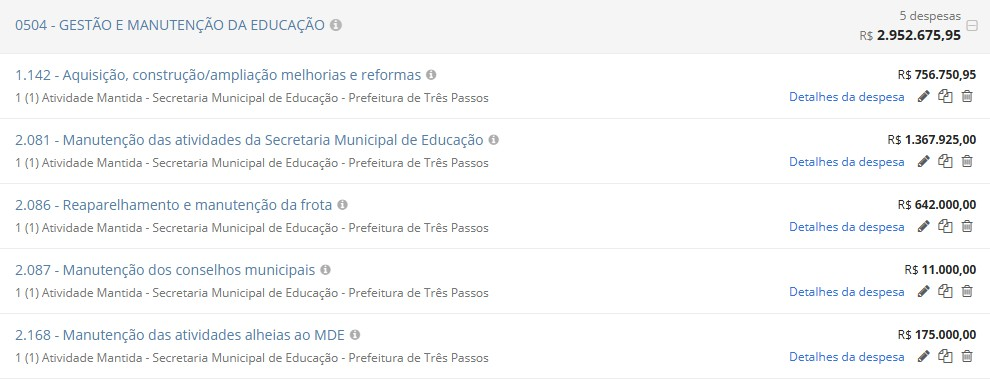 0504 - GESTÃO E MANUTENÇÃO DA EDUCAÇÃO
5 despesas
R$ 2.952.675,95
1.142 - Aquisição, construção/ampliação melhorias e reformas
R$ 756.750,95
1 (1) Atividade Mantida - Secretaria Municipal de Educação - Prefeitura de Três Passos
Detalhes da despesa
2.081 - Manutenção das atividades da Secretaria Municipal de Educação
R$ 1.367.925,00
1 (1) Atividade Mantida - Secretaria Municipal de Educação - Prefeitura de Três Passos
Detalhes da despesa
2.086 - Reaparelhamento e manutenção da frota
R$ 642.000,00
1 (1) Atividade Mantida - Secretaria Municipal de Educação - Prefeitura de Três Passos
Detalhes da despesa
2.087 - Manutenção dos conselhos municipais
R$ 11.000,00
1 (1) Atividade Mantida - Secretaria Municipal de Educação - Prefeitura de Três Passos
Detalhes da despesa
2.168 - Manutenção das atividades alheias ao MDE
R$ 175.000,00
1 (1) Atividade Mantida - Secretaria Municipal de Educação - Prefeitura de Três Passos
Detalhes da despesa